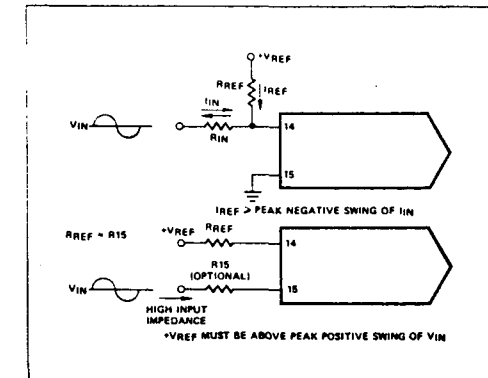 +VREF
RREF
IREF
IIN
VIN
RIN
14
15
IREF ≥ PEAK NEGATIVE SWING OF IIN
RREF ≈ R15
+VREF
RREF
14
R15
(OPTIONAL)
VIN
15
HIGH INPUT
IMPEDANCE
+VREF MUST BE ABOVE PEAK POSITIVE SWING OF VIN